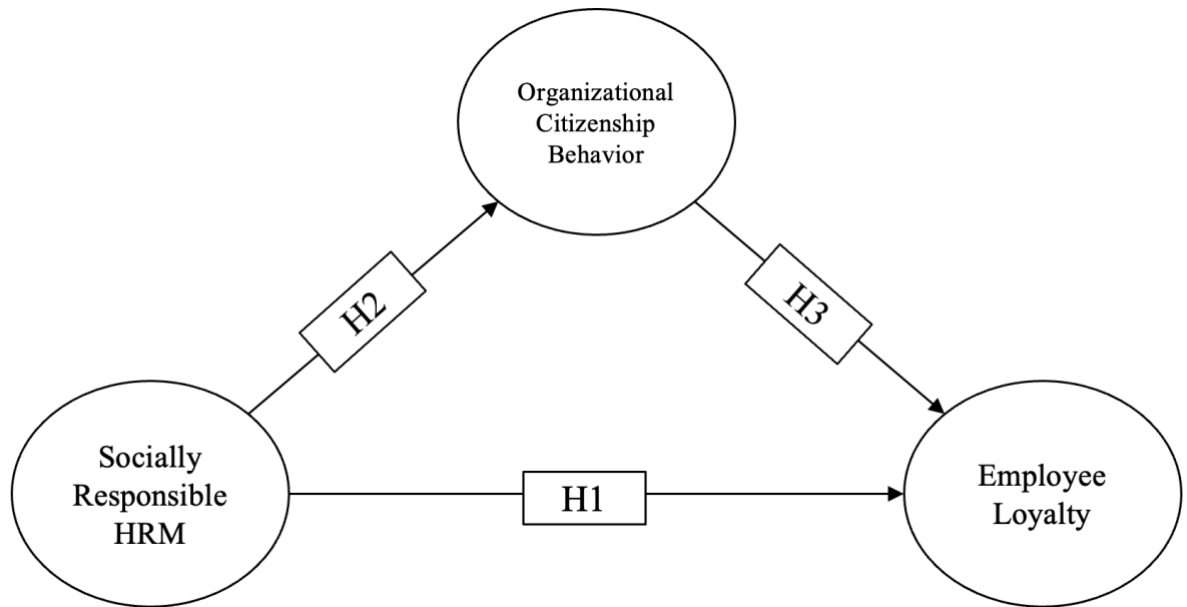 Organizational
Citizenship
Behavior
H2
H3
Socially
Responsible
HRM
H1
Employee
Loyalty